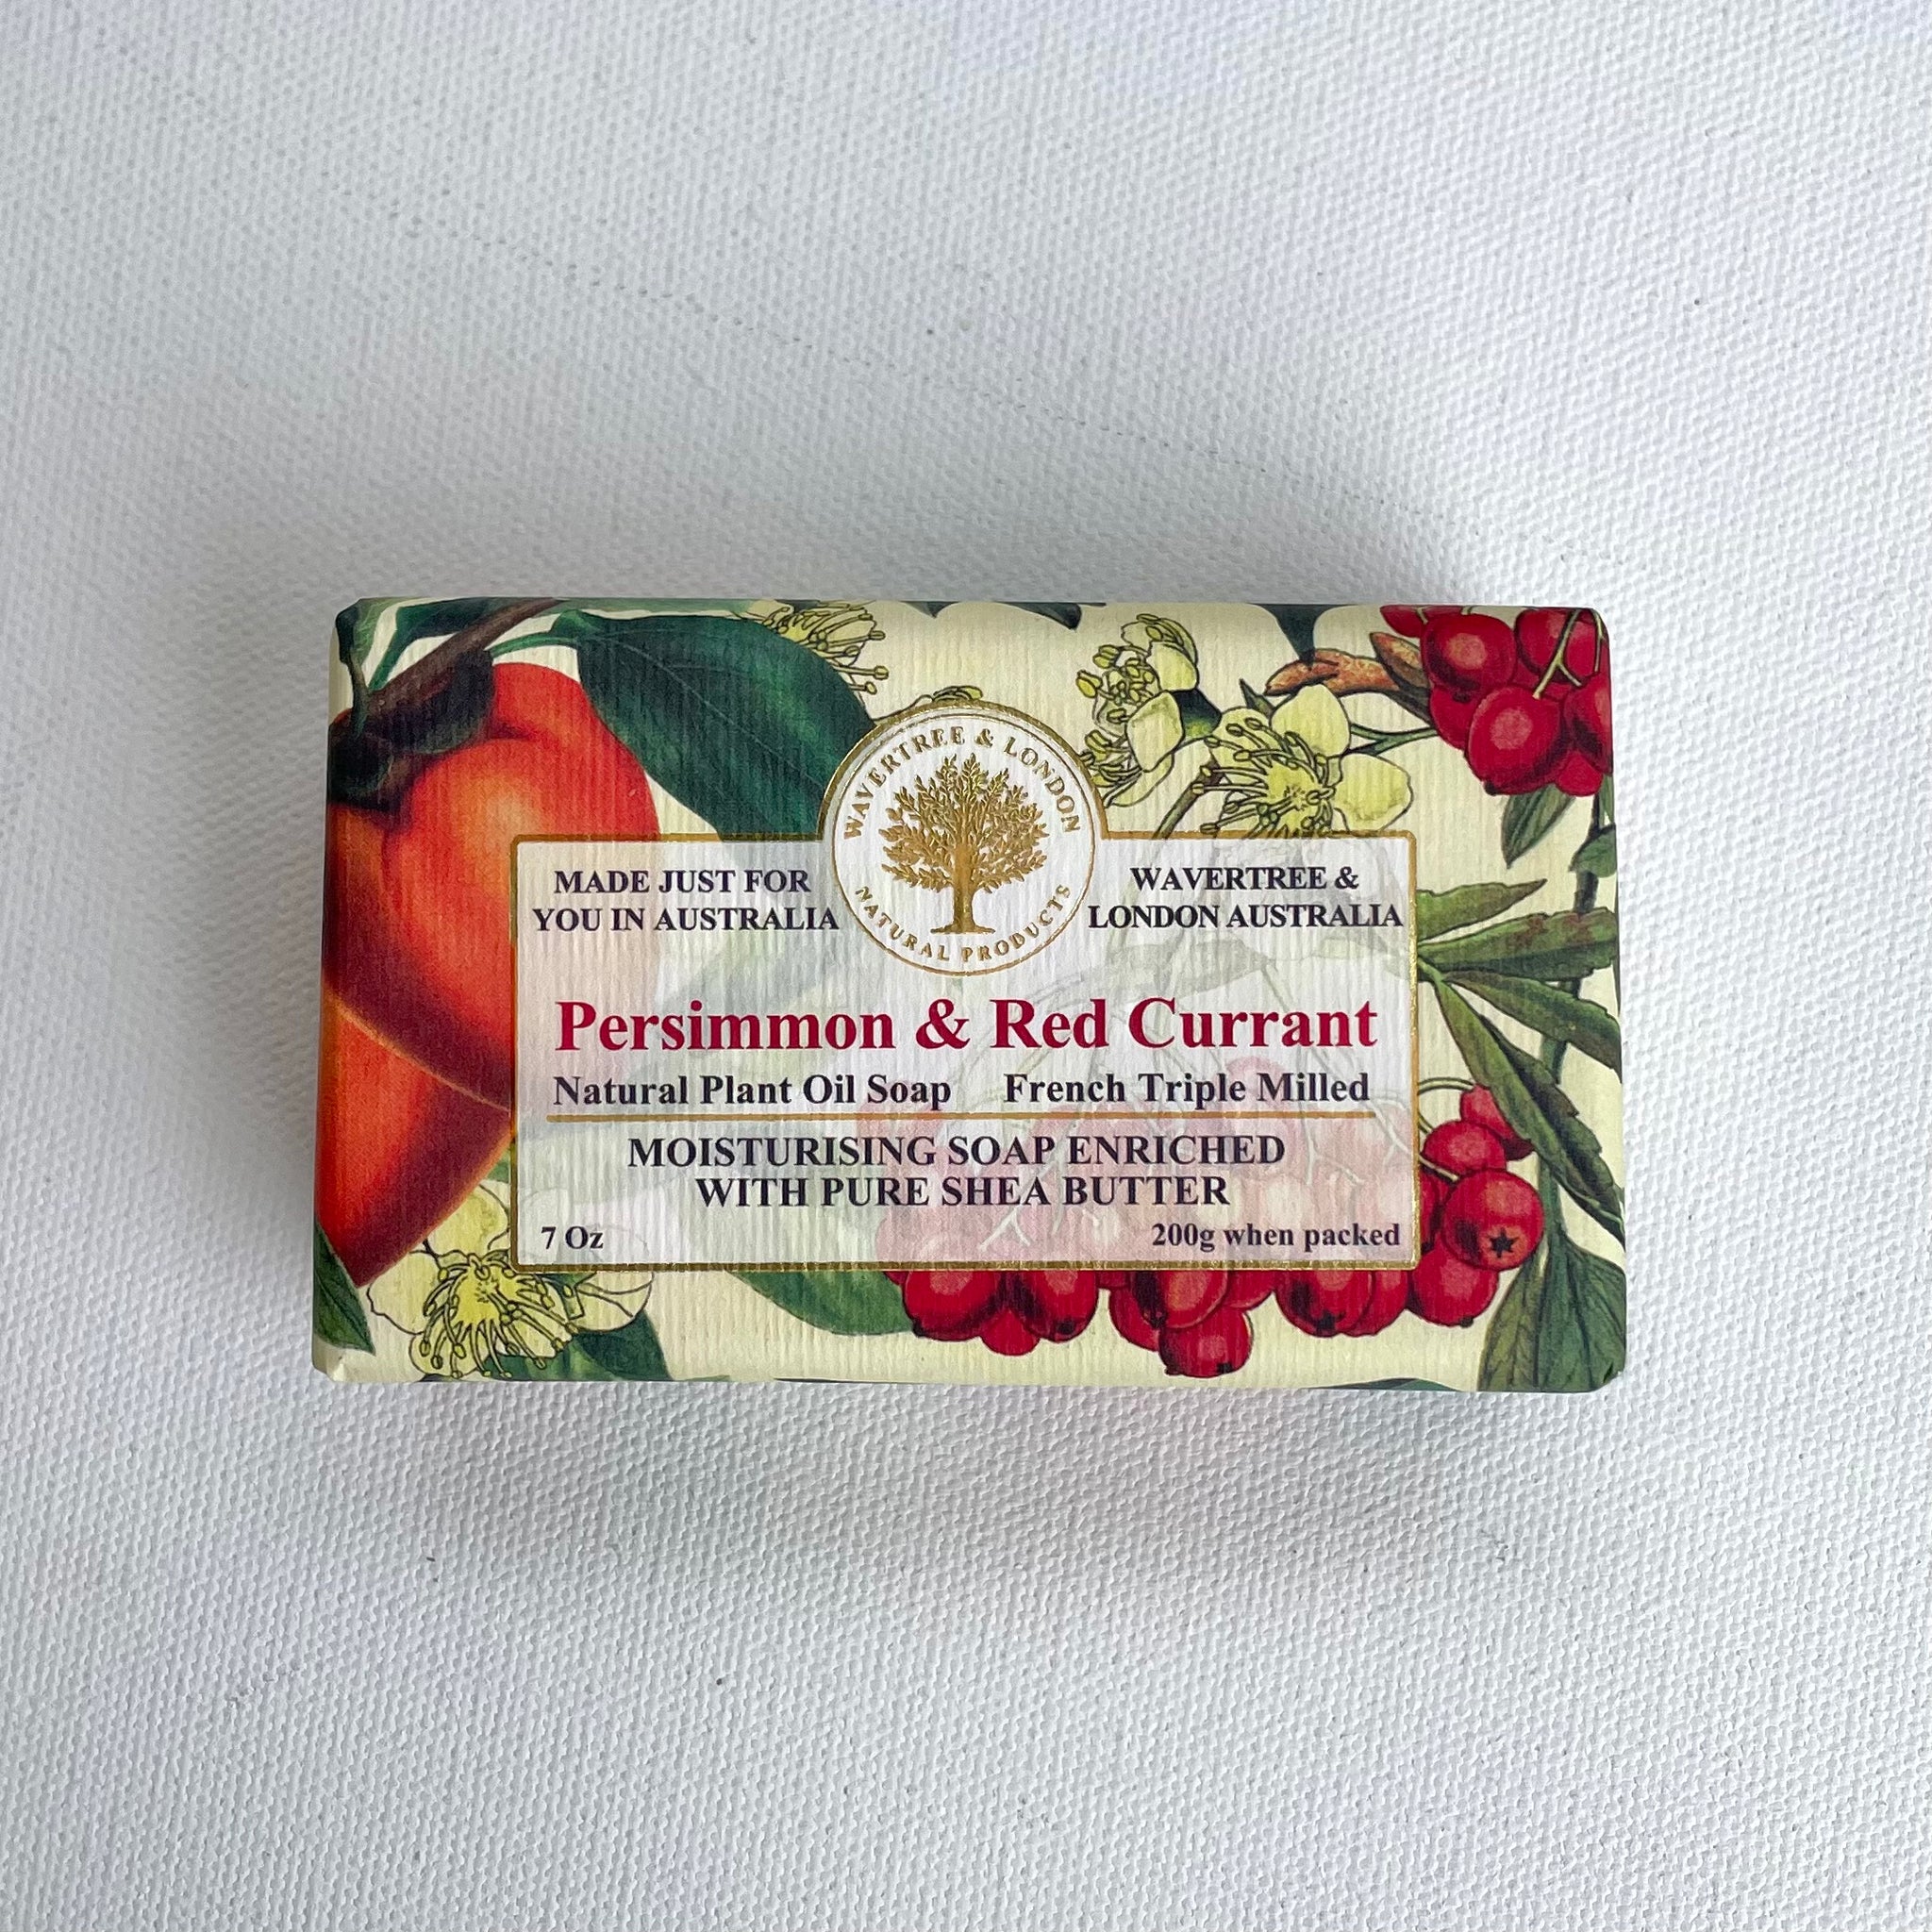 WAVERTREE & LONDON
NATURAL PRODUCTS
MADE JUST FOR
YOU IN AUSTRALIA
WAVERTREE &
LONDON AUSTRALIA
Persimmon & Red Currant
Natural Plant Oil Soap French Triple Milled
MOISTURISING SOAP ENRICHED
WITH PURE SHEA BUTTER
7 Oz 200g when packed